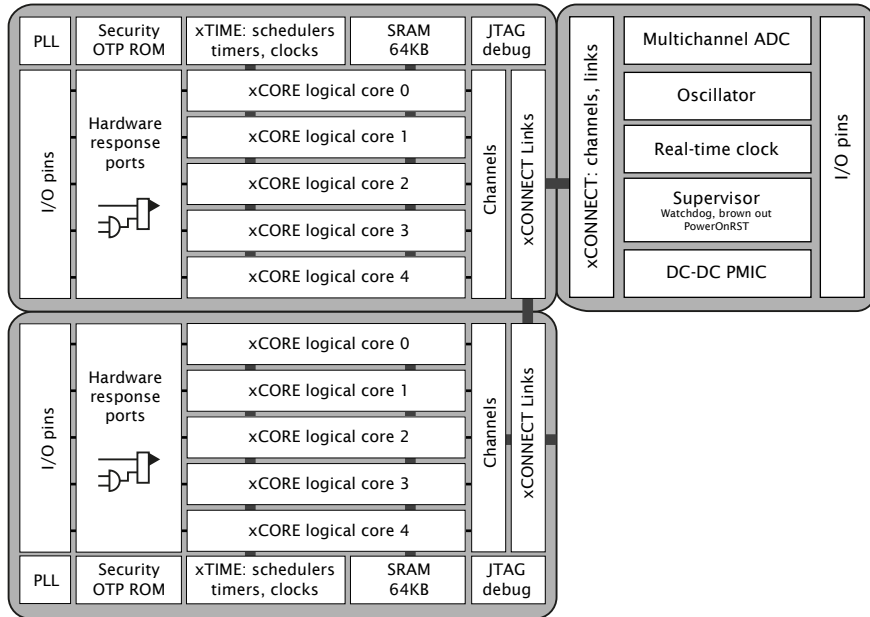 PLL
Security
OTP ROM
xTIME: schedulers
timers, clocks
SRAM
64KB
JTAG
debug
I/O pins
Hardware
response
ports
xCORE logical core 0
xCORE logical core 1
xCORE logical core 2
xCORE logical core 3
xCORE logical core 4
Channels
xCONNECT Links
xCONNECT: channels, links
Multichannel ADC
Oscillator
Real-time clock
Supervisor
Watchdog, brown out
PowerOnRST
DC-DC PMIC
I/O pins
I/O pins
Hardware
response
ports
xCORE logical core 0
xCORE logical core 1
xCORE logical core 2
xCORE logical core 3
xCORE logical core 4
Channels
xCONNECT Links
PLL
Security
OTP ROM
xTIME: schedulers
timers, clocks
SRAM
64KB
JTAG
debug